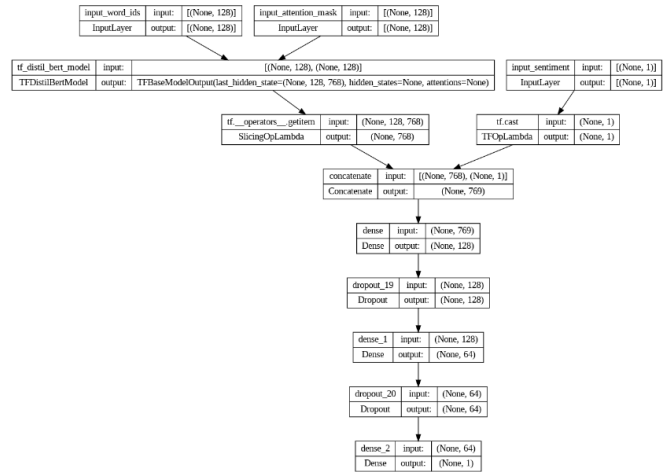 input_word_ids input: [(None, 128)]
InputLayer output: [(None, 128)]
input_attention_mask input: [(None, 128)]
InputLayer output: [(None, 128)]
tf_distil_bert_model input: [(None, 128), (None, 128)]
TFDistilBertModel output: TFBaseModelOutput(last_hidden_state=(None, 128, 768), hidden_states=None, attentions=None)
input_sentiment input: [(None, 1)]
InputLayer output: [(None, 1)]
tf.__operators__.getitem input: (None, 128, 768)
SlicingOpLambda output: (None, 768)
tf.cast input: (None, 1)
TFOpLambda output: (None, 1)
concatenate input: [(None, 768), (None, 1)]
Concatenate output: (None, 769)
dense input: (None, 769)
Dense output: (None, 128)
dropout_19 input: (None, 128)
Dropout output: (None, 128)
dense_1 input: (None, 128)
Dense output: (None, 64)
dropout_20 input: (None, 64)
Dropout output: (None, 64)
dense_2 input: (None, 64)
Dense output: (None, 1)